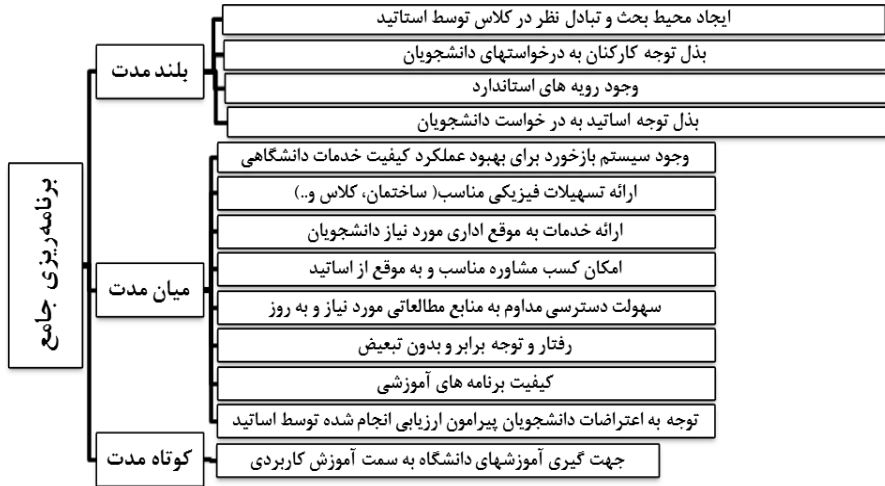 برنامه‌ریزی جامع
بلند مدت
ایجاد محیط بحث و تبادل نظر در کلاس توسط استاتید
بذل توجه کارکنان به درخواستهای دانشجویان
وجود رویه های استاندارد
بذل توجه اساتید به در خواست دانشجویان
میان مدت
وجود سیستم بازخورد برای بهبود عملکرد کیفیت خدمات دانشگاهی
ارائه تسهیلات فیزیکی مناسب( ساختمان، کلاس و..)
ارائه خدمات به موقع اداری مورد نیاز دانشجویان
امکان کسب مشاوره مناسب و به موقع از اساتید
سهولت دسترسی مداوم به منابع مطالعاتی مورد نیاز و به روز
رفتار و توجه برابر و بدون تبعیض
کیفیت برنامه های آموزشی
توجه به اعتراضات دانشجویان پیرامون ارزیابی انجام شده توسط اساتید
کوتاه مدت
جهت گیری آموزشهای دانشگاه به سمت آموزش کاربردی